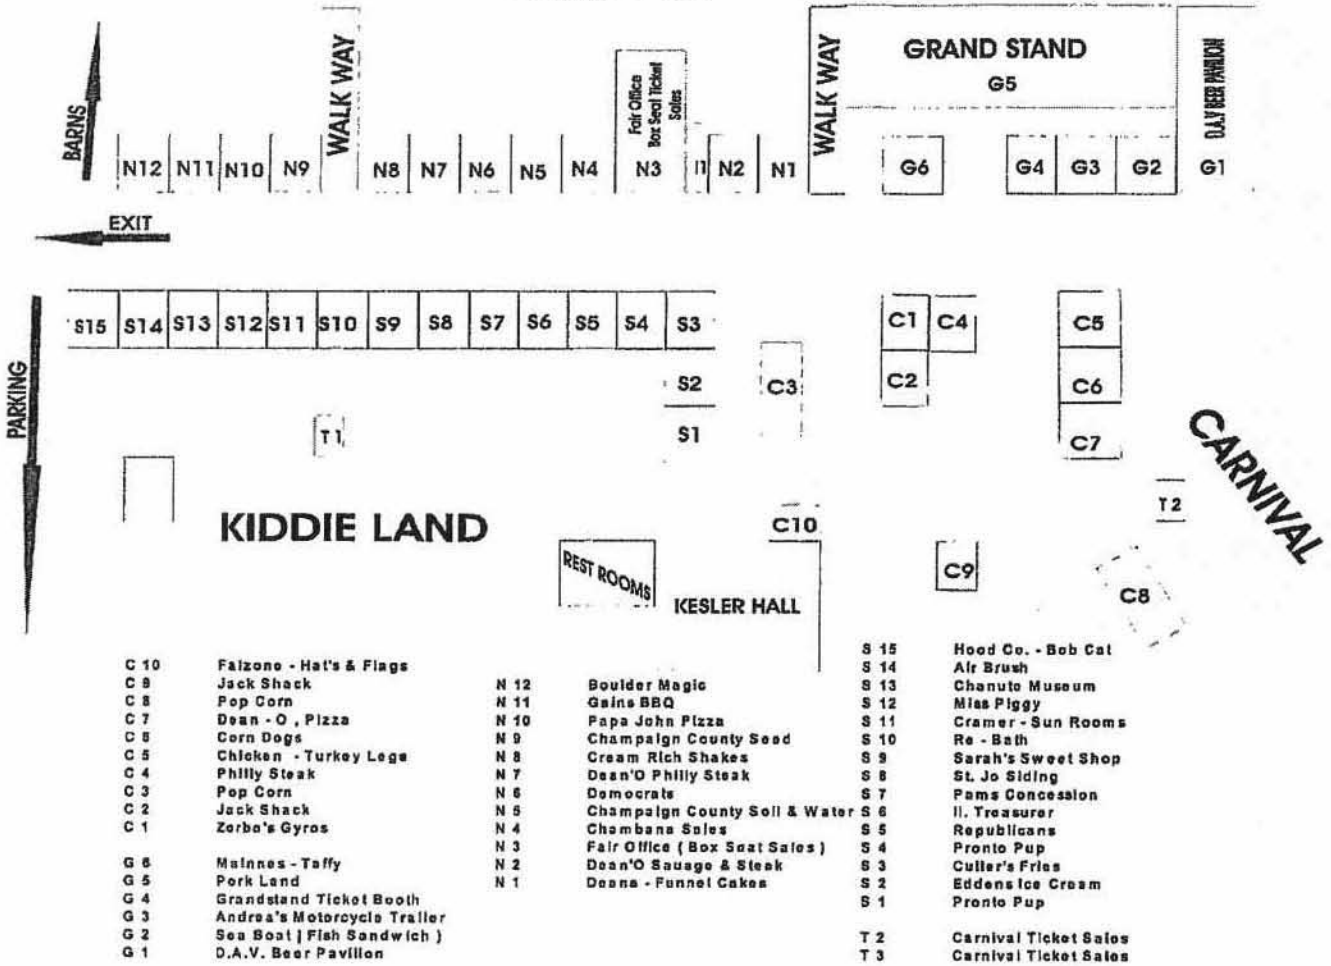 WALK WAY
WALK WAY
GRAND STAND
G5
D.A.V BEER PAVILION
Fair Office
Box Seat Ticket
Sales
BARNS
N12 N11 N10 N9 N8 N7 N6 N5 N4 N3 N2 N1 G6 G4 G3 G2 G1
EXIT
S15 S14 S13 S12 S11 S10 S9 S8 S7 S6 S5 S4 S3 C1 C4 C5
S2 C3 C2 C6
PARKING
T1 S1 C7
CARNIVAL
T2
KIDDIE LAND
C10
REST ROOMS
C9
C8
KESLER HALL
C 10 Falzone - Hat's & Flags
C 9 Jack Shack
C 8 Pop Corn
C 7 Dean - O , Pizza
C 6 Corn Dogs
C 5 Chicken - Turkey Legs
C 4 Philly Steak
C 3 Pop Corn
C 2 Jack Shack
C 1 Zorba's Gyros
G 6 Mainnes - Taffy
G 5 Pork Land
G 4 Grandstand Ticket Booth
G 3 Andrea's Motorcycle Trailer
G 2 Sea Boat ( Fish Sandwich )
G 1 D.A.V. Beer Pavilion
N 12 Boulder Magic
N 11 Gains BBQ
N 10 Papa John Pizza
N 9 Champaign County Seed
N 8 Cream Rich Shakes
N 7 Dean'O Philly Steak
N 6 Democrats
N 5 Champaign County Soil & Water
N 4 Chambana Sales
N 3 Fair Office ( Box Seat Sales )
N 2 Dean'O Sauage & Steak
N 1 Deans - Funnel Cakes
S 15 Hood Co. - Bob Cat
S 14 Air Brush
S 13 Chanute Museum
S 12 Miss Piggy
S 11 Cramer - Sun Rooms
S 10 Re - Bath
S 9 Sarah's Sweet Shop
S 8 St. Jo Siding
S 7 Pams Concession
S 6 Il. Treasurer
S 5 Republicans
S 4 Pronto Pup
S 3 Culler's Fries
S 2 Eddens Ice Cream
S 1 Pronto Pup
T 2 Carnival Ticket Sales
T 3 Carnival Ticket Sales